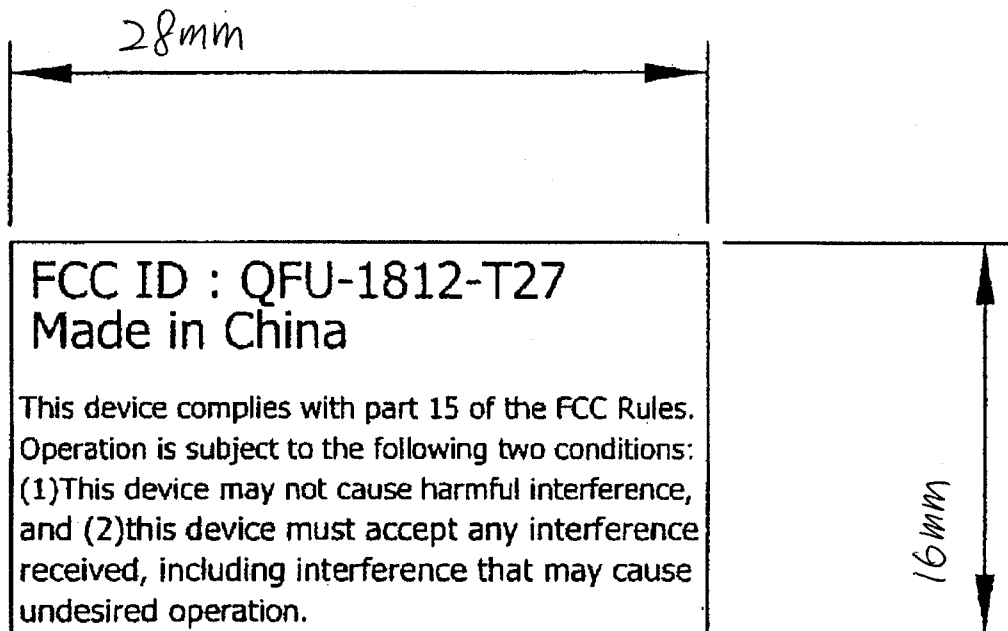 28mm
FCC ID : QFU-1812-T27
Made in China
This device complies with part 15 of the FCC Rules.
Operation is subject to the following two conditions:
(1)This device may not cause harmful interference,
and (2)this device must accept any interference
received, including interference that may cause
undesired operation.
16mm